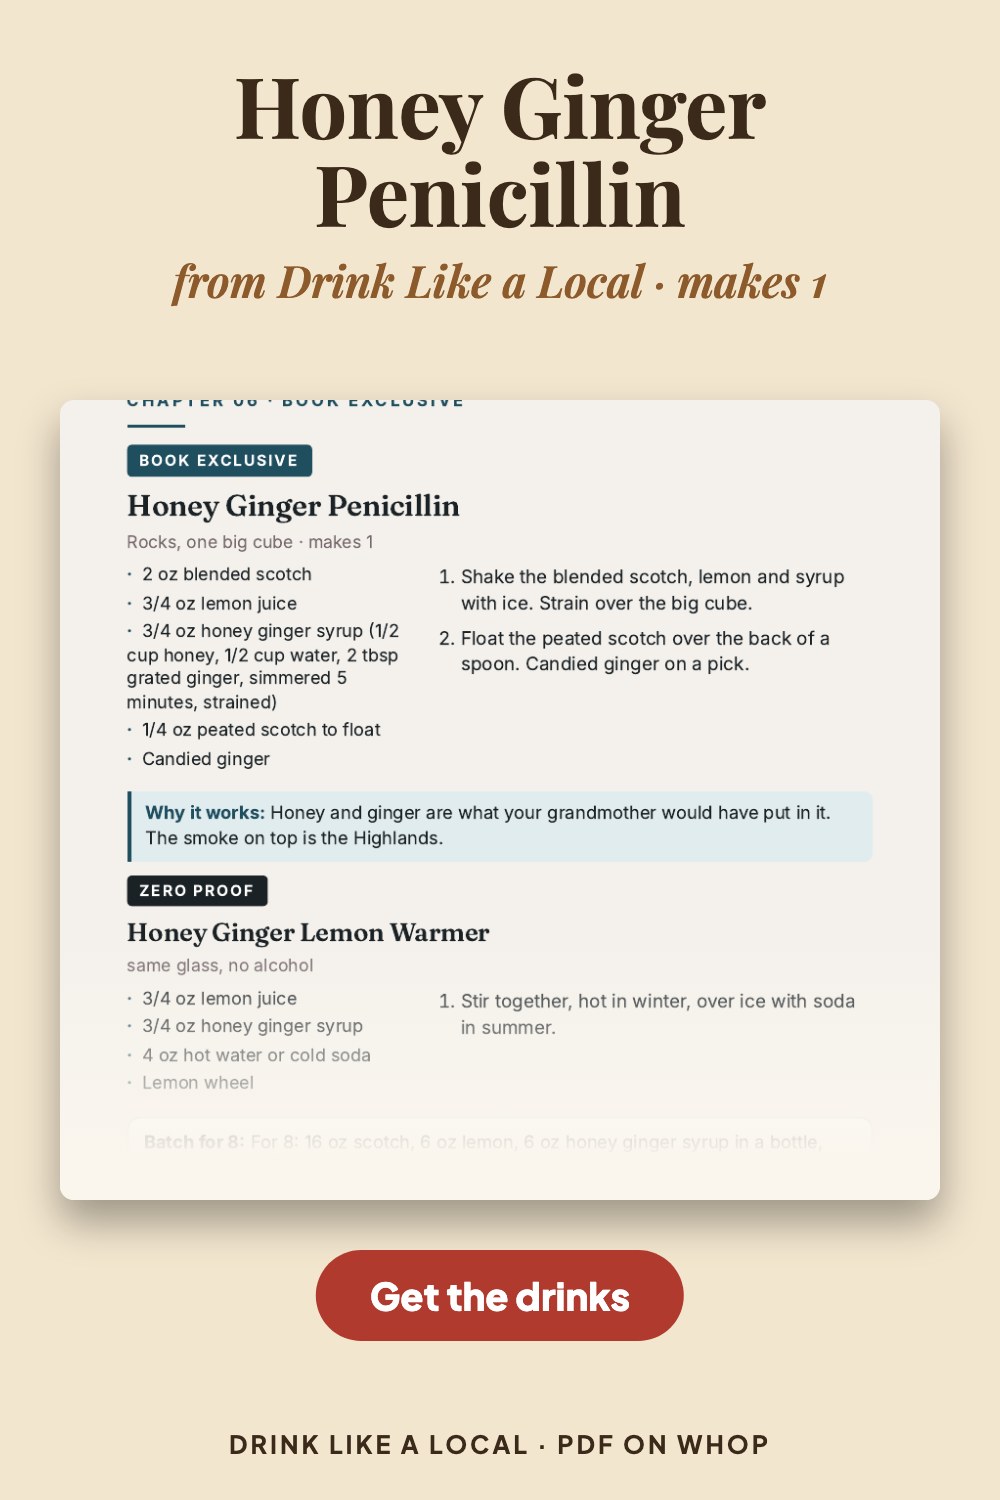 Honey Ginger
Penicillin
from Drink Like a Local · makes 1
CHAPTER 06 · BOOK EXCLUSIVE
BOOK EXCLUSIVE
Honey Ginger Penicillin
Rocks, one big cube · makes 1
· 2 oz blended scotch
· 3/4 oz lemon juice
· 3/4 oz honey ginger syrup (1/2
cup honey, 1/2 cup water, 2 tbsp
grated ginger, simmered 5
minutes, strained)
· 1/4 oz peated scotch to float
· Candied ginger
1. Shake the blended scotch, lemon and syrup
with ice. Strain over the big cube.
2. Float the peated scotch over the back of a
spoon. Candied ginger on a pick.
Why it works: Honey and ginger are what your grandmother would have put in it.
The smoke on top is the Highlands.
ZERO PROOF
Honey Ginger Lemon Warmer
same glass, no alcohol
· 3/4 oz lemon juice
· 3/4 oz honey ginger syrup
· 4 oz hot water or cold soda
· Lemon wheel
1. Stir together, hot in winter, over ice with soda
in summer.
Batch for 8: For 8: 16 oz scotch, 6 oz lemon, 6 oz honey ginger syrup in a bottle,
Get the drinks
DRINK LIKE A LOCAL · PDF ON WHOP